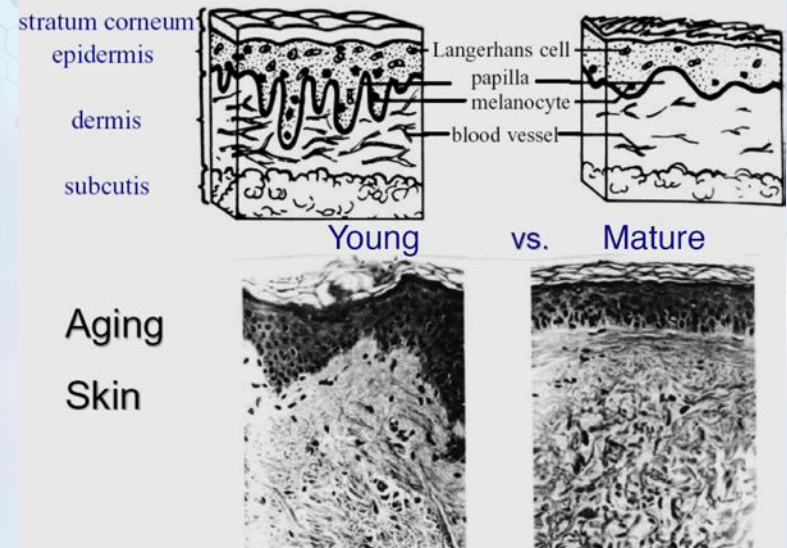 stratum corneum
epidermis
dermis
subcutis
Langerhans cell
papilla
melanocyte
blood vessel
Young vs. Mature
Aging
Skin